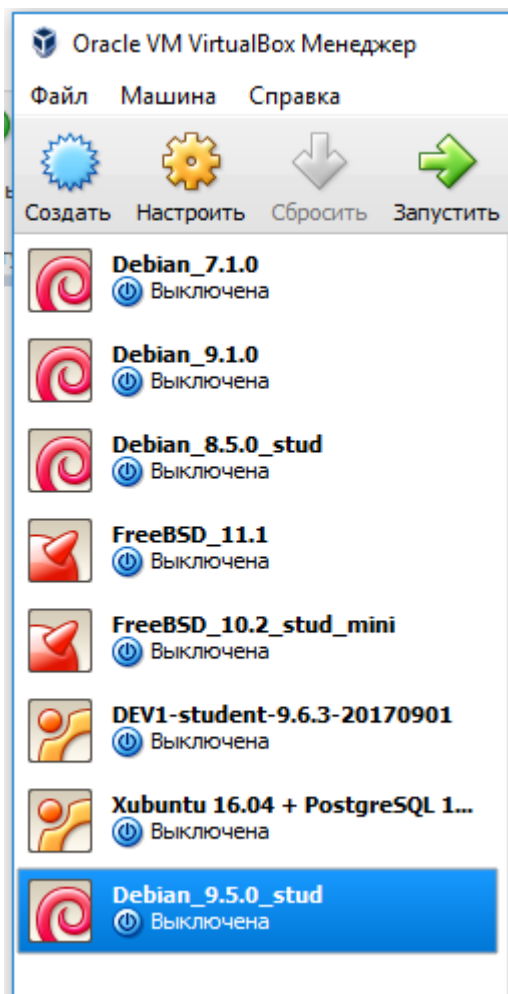 Oracle VM VirtualBox Менеджер
Файл Машина Справка
Создать Настроить Сбросить Запустить
Debian_7.1.0
Выключена
Debian_9.1.0
Выключена
Debian_8.5.0_stud
Выключена
FreeBSD_11.1
Выключена
FreeBSD_10.2_stud_mini
Выключена
DEV1-student-9.6.3-20170901
Выключена
Xubuntu 16.04 + PostgreSQL 1...
Выключена
Debian_9.5.0_stud
Выключена